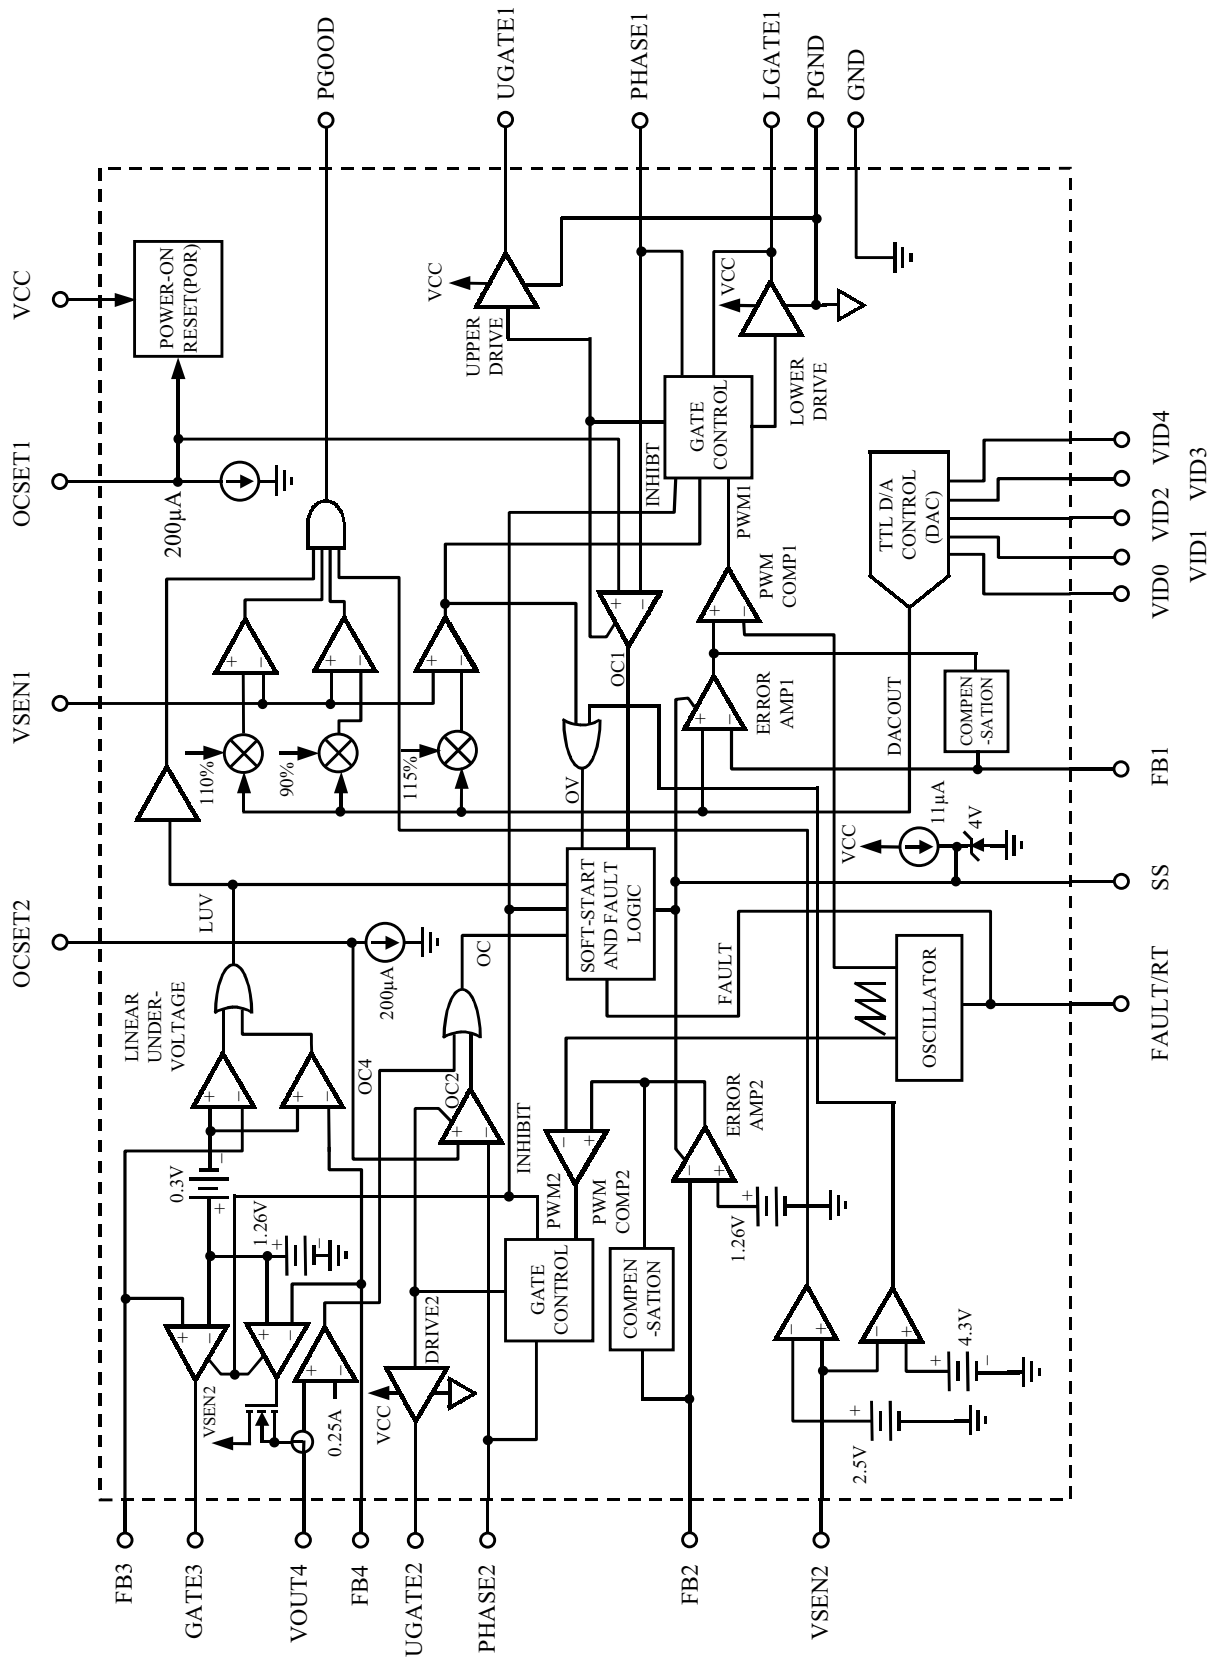 VCC
OCSET1
VSEN1
OCSET2
PGOOD
UGATE1
PHASE1
LGATE1
PGND
GND
POWER-ON
RESET(POR)
200μA
VCC
UPPER
DRIVE
VCC
LOWER
DRIVE
INHIBT
GATE
CONTROL
PWM1
PWM
COMP1
+
−
+
−
+
−
+
−
+
−
110%
90%
115%
OC1
OV
ERROR
AMP1
+
−
DACOUT
TTL D/A
CONTROL
(DAC)
COMPEN
-SATION
VID4
VID3
VID2
VID1
VID0
FB1
SS
FAULT/RT
VCC
11μA
4V
LUV
LINEAR
UNDER-
VOLTAGE
200μA
OC
SOFT-START
AND FAULT
LOGIC
FAULT
OSCILLATOR
+
−
+
−
OC4
OC2
+
−
INHIBIT
PWM2
PWM
COMP2
−
+
ERROR
AMP2
−
+
0.3V
−
+
1.26V
+
−
1.26V
+
+
−
+
−
+
−
VSEN2
0.25A
VCC
DRIVE2
GATE
CONTROL
COMPEN
-SATION
−
+
−
+
2.5V
+
4.3V
+
−
FB3
GATE3
VOUT4
FB4
UGATE2
PHASE2
FB2
VSEN2